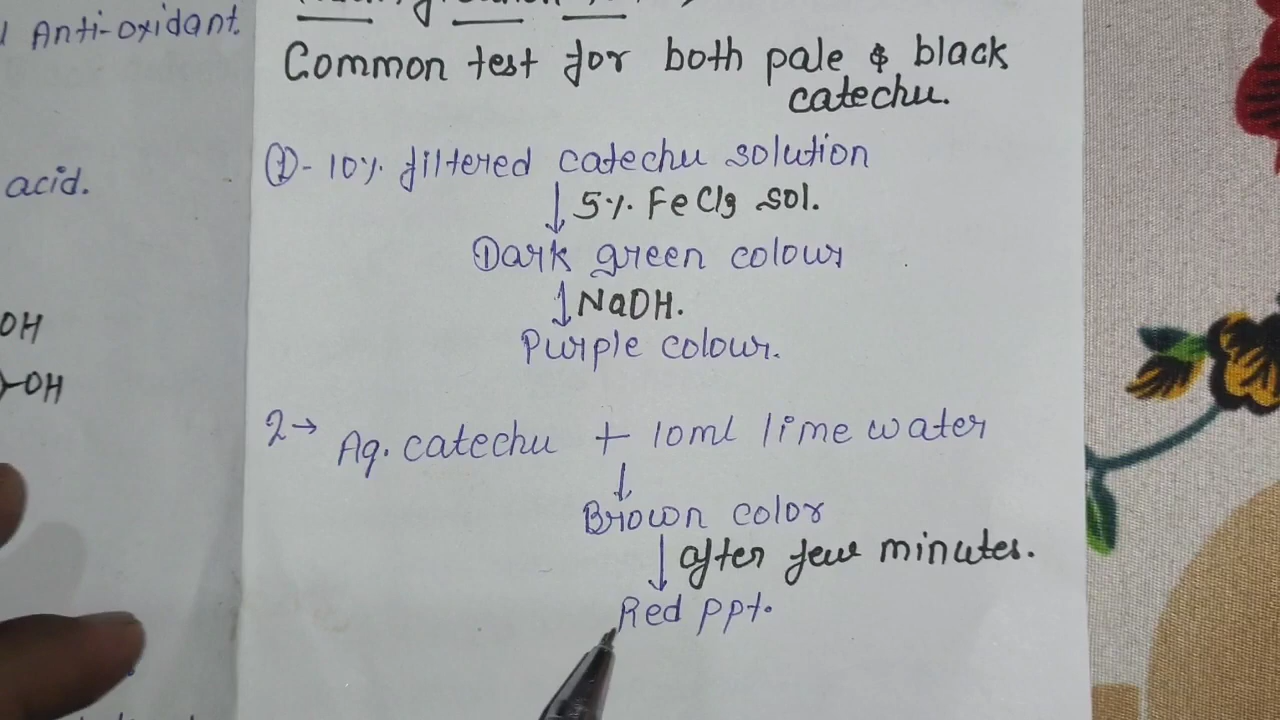 Anti-oxidant.
acid.
OH
OH
Common test for both pale & black
catechu.
1- 10% filtered catechu solution
↓ 5% FeCl3 sol.
Dark green colour
↓ NaOH.
Purple colour.
2→ Aq. catechu + 10ml lime water
↓
Brown color
↓ after few minutes.
Red ppt.